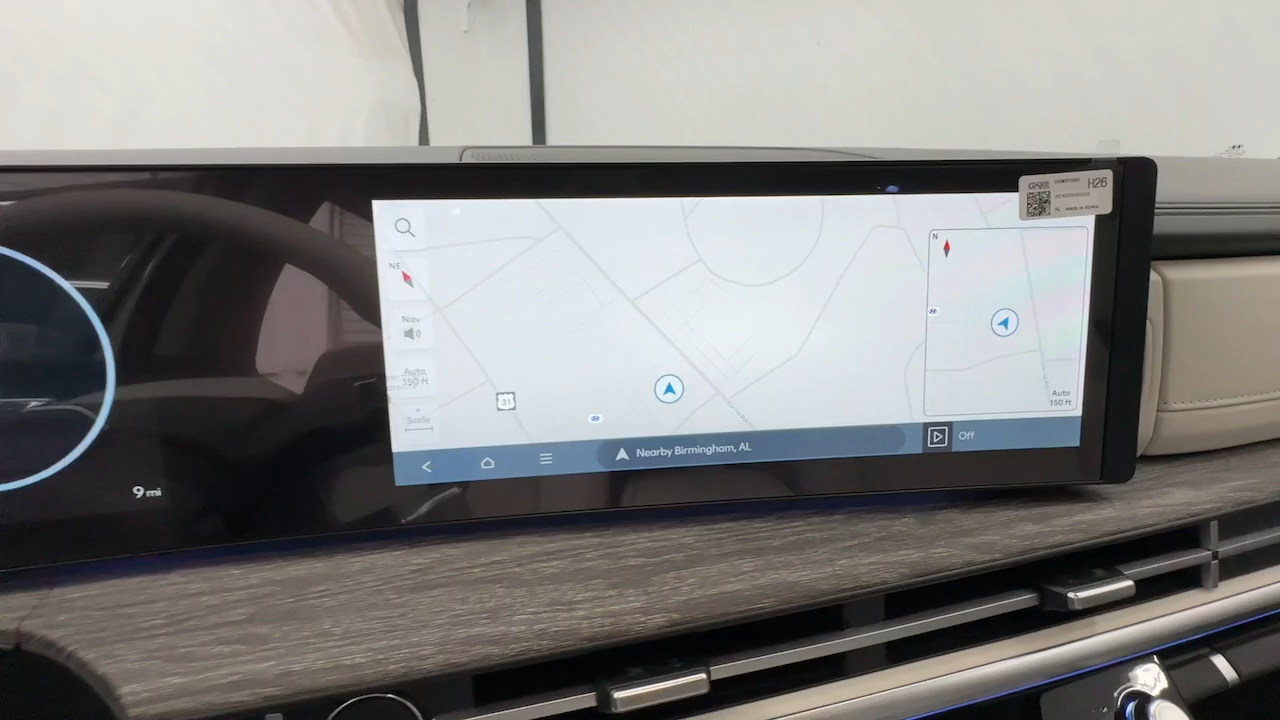 H26
MADE IN KOREA
N
NE
Nav
Auto
150 ft
Scale
31
Auto
150 ft
Nearby Birmingham, AL
Off
9 mi